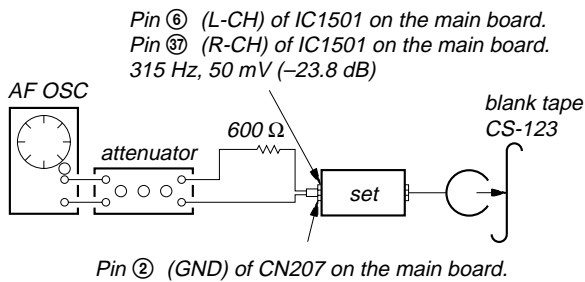 Pin ⑥ (L-CH) of IC1501 on the main board.
Pin ㊲ (R-CH) of IC1501 on the main board.
315 Hz, 50 mV (–23.8 dB)
AF OSC
blank tape
CS-123
600 Ω
attenuator
set
Pin ② (GND) of CN207 on the main board.